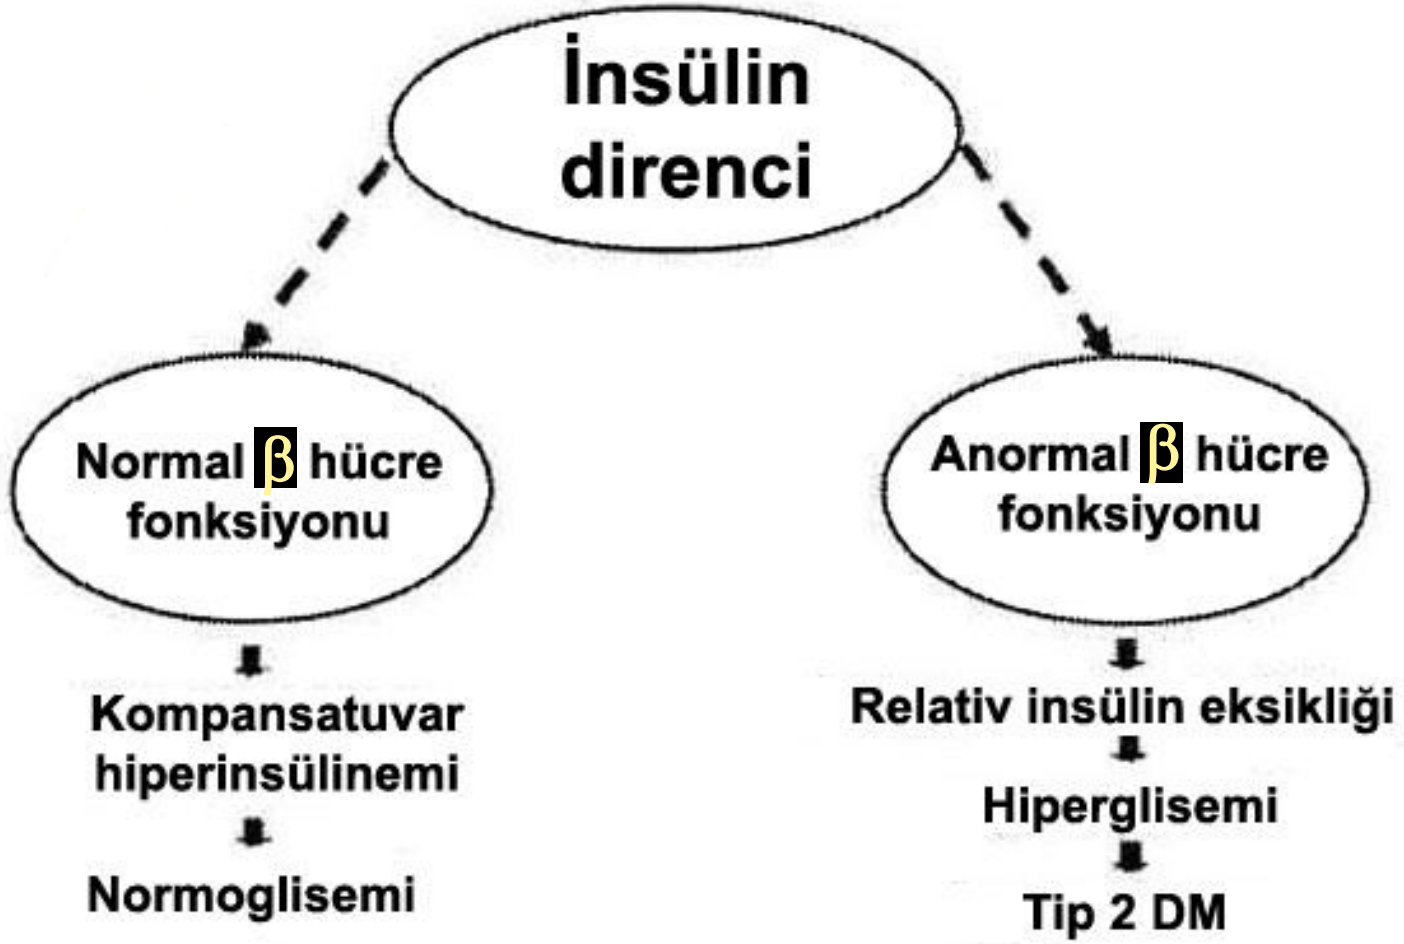 İnsülin
direnci
Normal β hücre
fonksiyonu
Kompansatuvar
hiperinsülinemi
Normoglisemi
Anormal β hücre
fonksiyonu
Relativ insülin eksikliği
Hiperglisemi
Tip 2 DM